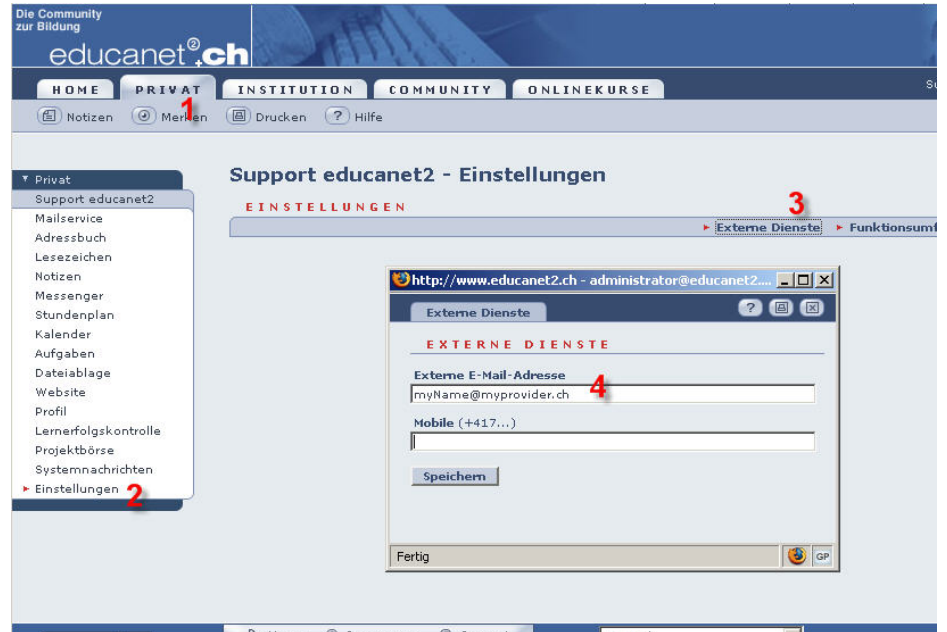 Die Community
zur Bildung
educanet²+.ch
HOME PRIVAT INSTITUTION COMMUNITY ONLINEKURSE
1
Notizen Merken Drucken ? Hilfe
Privat
Support educanet2
Mailservice
Adressbuch
Lesezeichen
Notizen
Messenger
Stundenplan
Kalender
Aufgaben
Dateiablage
Website
Profil
Lernerfolgskontrolle
Projektbörse
Systemnachrichten
Einstellungen
2
Support educanet2 - Einstellungen
EINSTELLUNGEN
3
Externe Dienste
http://www.educanet2.ch - administrator@educanet2....
Externe Dienste
?
EXTERNE DIENSTE
Externe E-Mail-Adresse
myName@myprovider.ch
4
Mobile (+417...)
Speichern
Fertig
GP